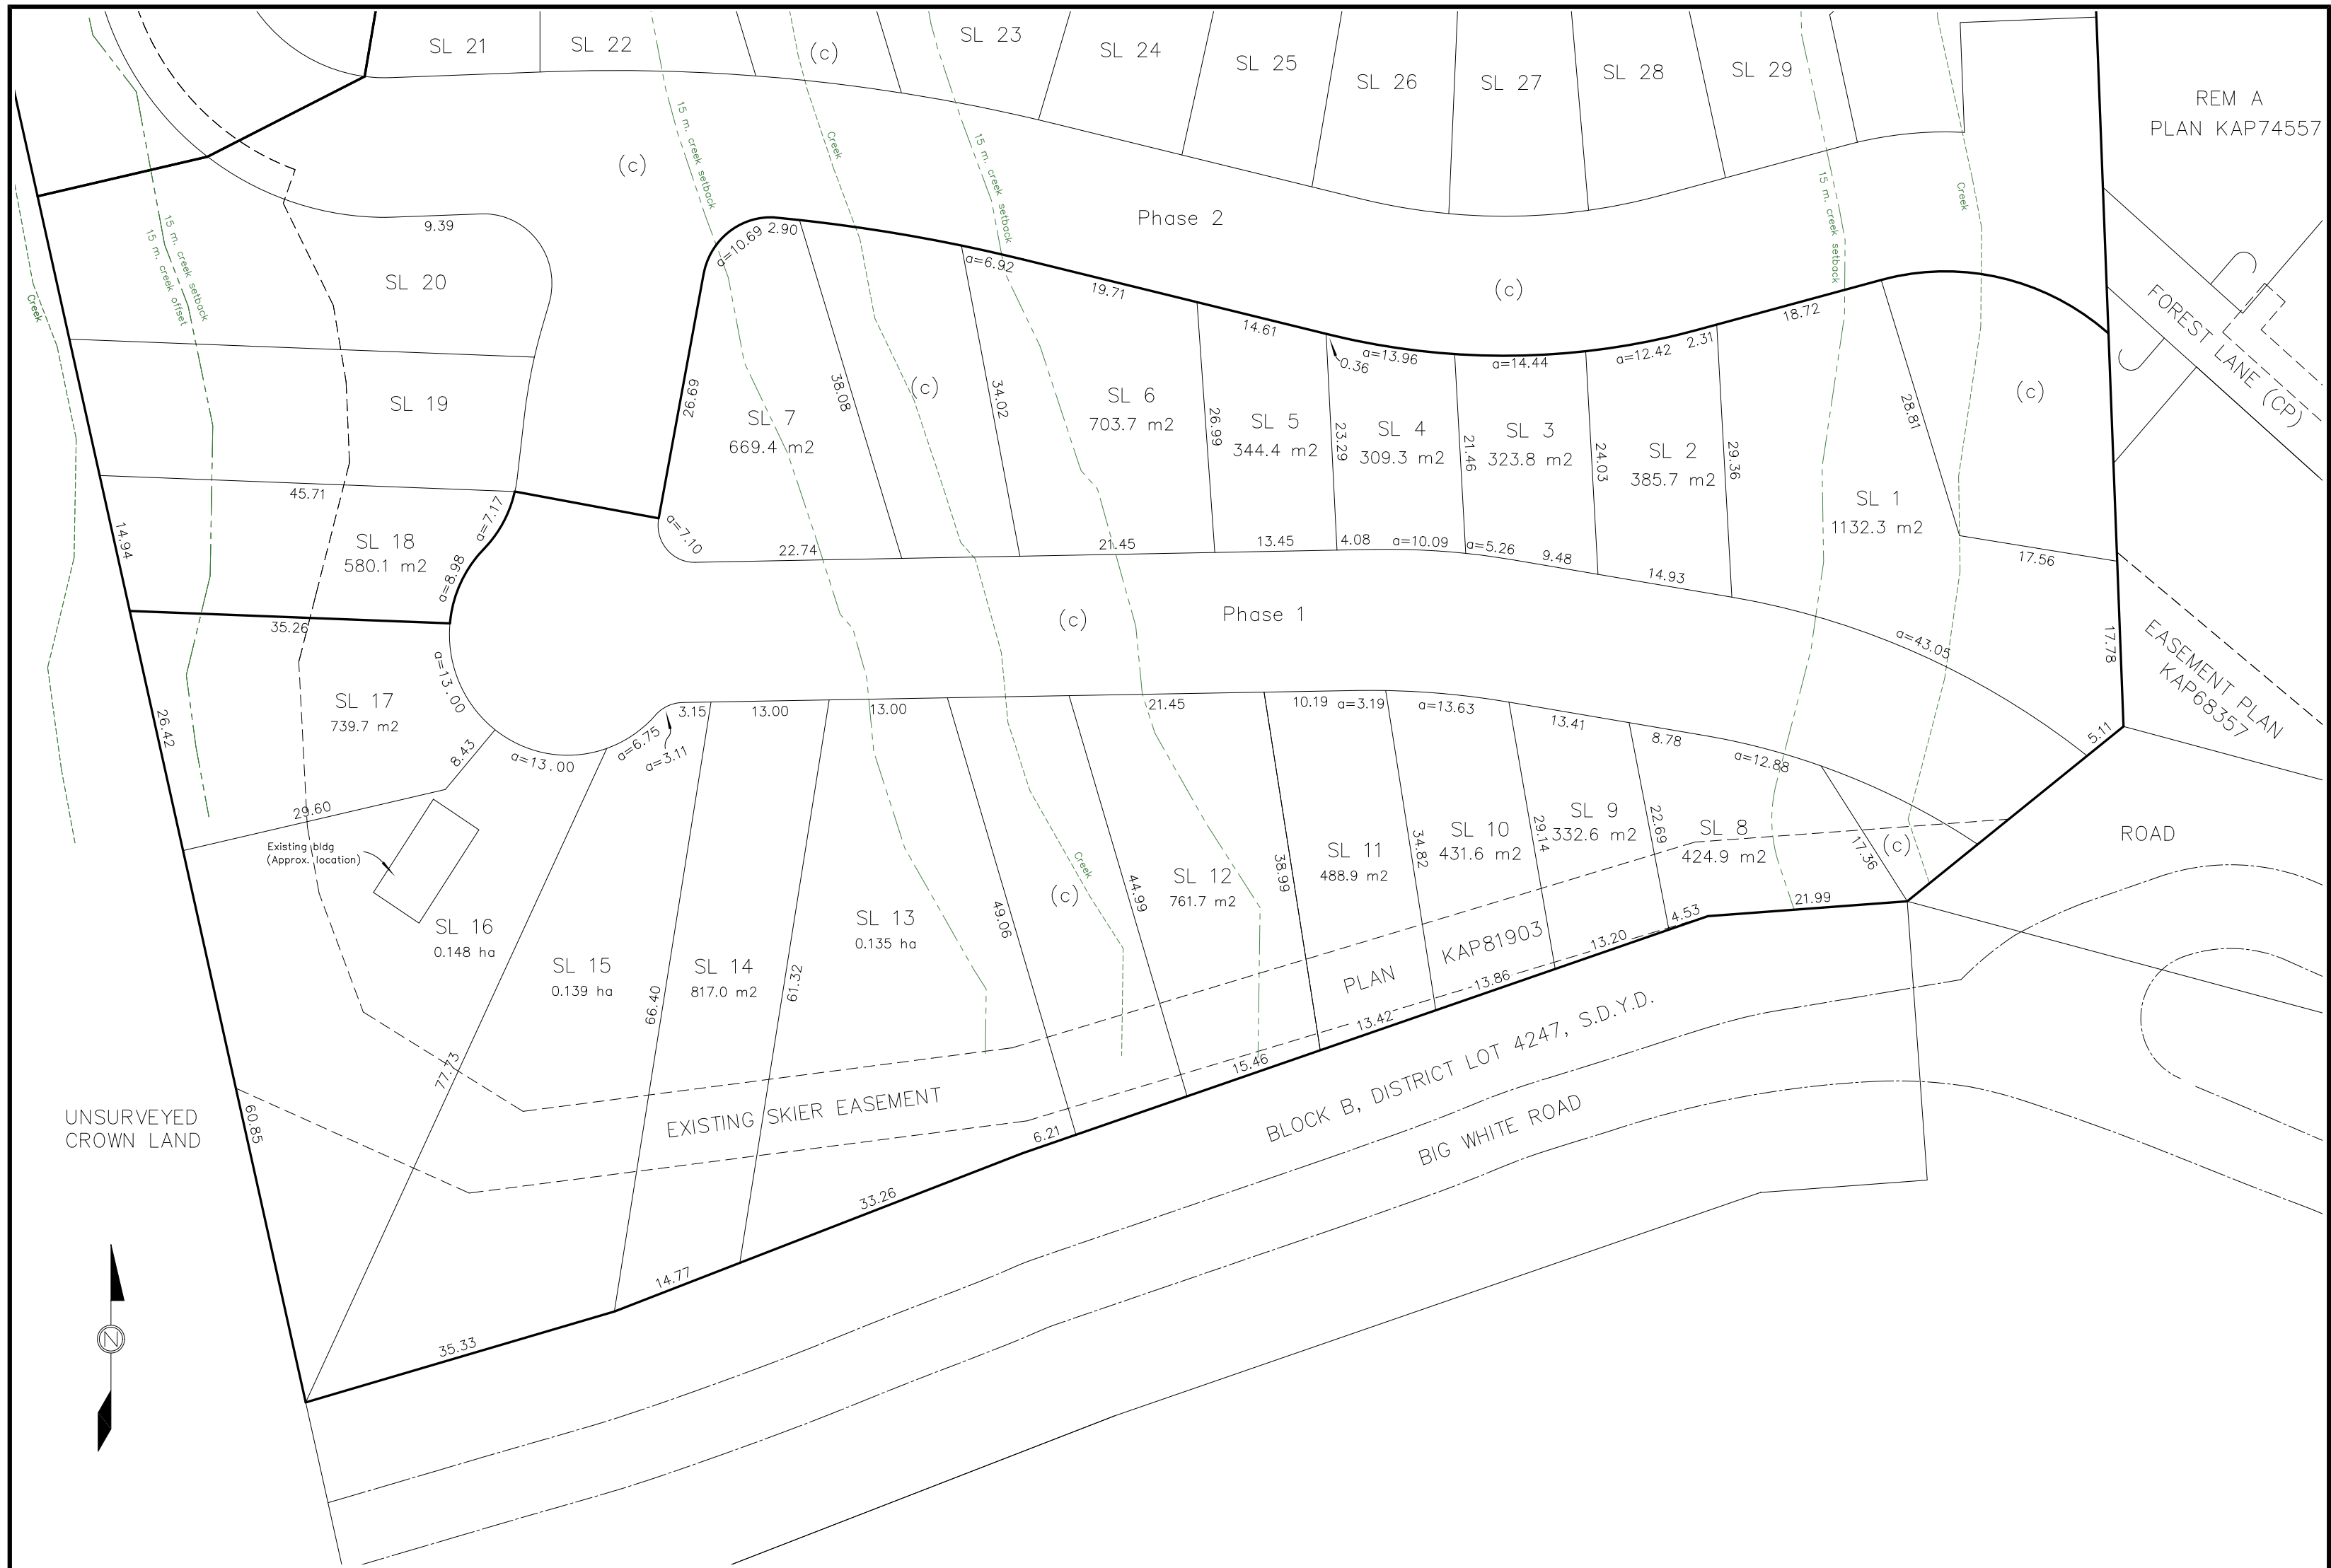 SL 21
SL 22
(c)
SL 23
SL 24
SL 25
SL 26
SL 27
SL 28
SL 29
REM A
PLAN KAP74557
15 m. creek setback
Creek
15 m. creek setback
15 m. creek setback
Creek
(c)
Phase 2
(c)
(c)
FOREST LANE (CP)
9.39
SL 20
15 m. creek setback
15 m. creek offset
Creek
SL 19
45.71
14.94
SL 18
580.1 m2
a=7.17
a=8.98
35.26
a=10.69
2.90
26.69
SL 7
669.4 m2
38.08
a=7.10
22.74
(c)
a=6.92
34.02
19.71
SL 6
703.7 m2
21.45
26.99
14.61
SL 5
344.4 m2
13.45
23.29
0.36
a=13.96
SL 4
309.3 m2
4.08
a=10.09
21.46
a=14.44
SL 3
323.8 m2
a=5.26
9.48
24.03
a=12.42
2.31
SL 2
385.7 m2
14.93
29.36
18.72
SL 1
1132.3 m2
28.81
17.56
17.78
a=43.05
5.11
EASEMENT PLAN
KAP68357
(c)
Phase 1
a=13.00
SL 17
739.7 m2
26.42
8.43
29.60
a=13.00
a=6.75
a=3.11
3.15
13.00
13.00
21.45
10.19
a=3.19
a=13.63
13.41
8.78
a=12.88
Existing bldg
(Approx. location)
SL 16
0.148 ha
SL 15
0.139 ha
SL 14
817.0 m2
SL 13
0.135 ha
49.06
(c)
Creek
44.99
SL 12
761.7 m2
38.99
SL 11
488.9 m2
34.82
SL 10
431.6 m2
29.14
SL 9
332.6 m2
22.69
SL 8
424.9 m2
17.36
(c)
ROAD
21.99
4.53
13.20
13.86
13.42
15.46
PLAN KAP81903
66.40
61.32
77.73
60.85
EXISTING SKIER EASEMENT
6.21
33.26
14.77
35.33
BLOCK B, DISTRICT LOT 4247, S.D.Y.D.
BIG WHITE ROAD
UNSURVEYED
CROWN LAND
N